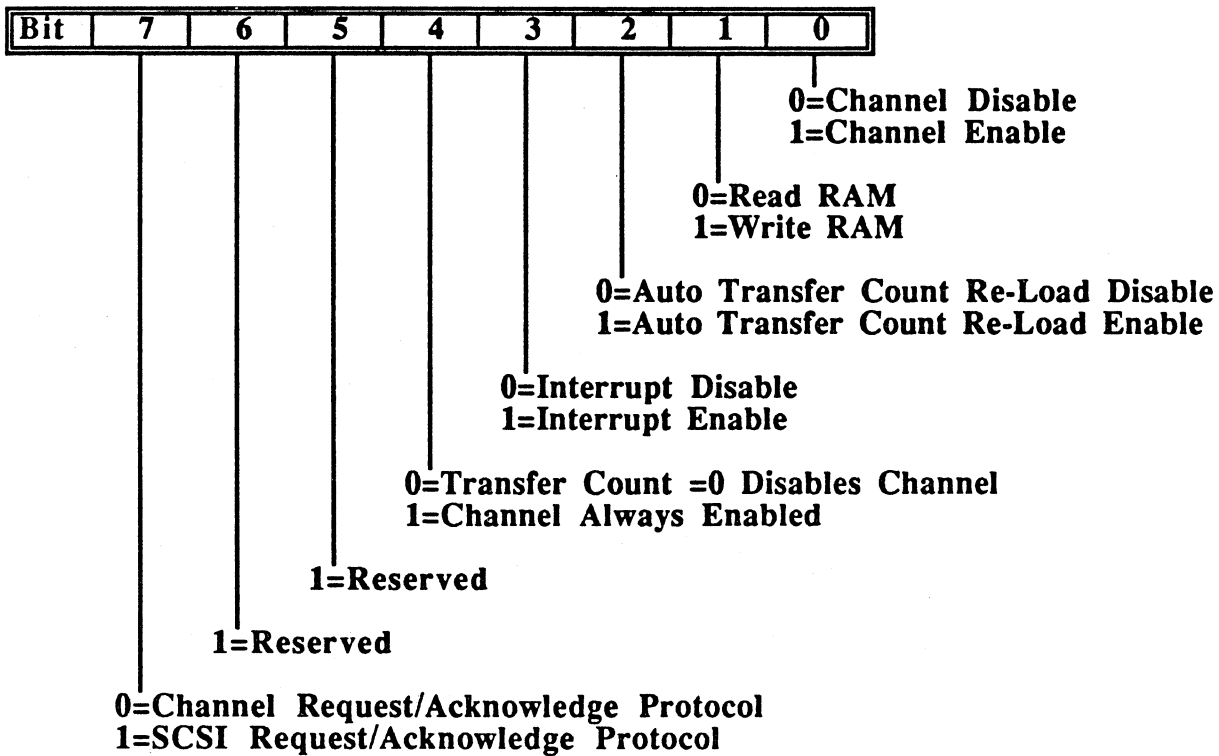 Bit 7 6 5 4 3 2 1 0
0=Channel Disable
1=Channel Enable
0=Read RAM
1=Write RAM
0=Auto Transfer Count Re-Load Disable
1=Auto Transfer Count Re-Load Enable
0=Interrupt Disable
1=Interrupt Enable
0=Transfer Count =0 Disables Channel
1=Channel Always Enabled
1=Reserved
1=Reserved
0=Channel Request/Acknowledge Protocol
1=SCSI Request/Acknowledge Protocol